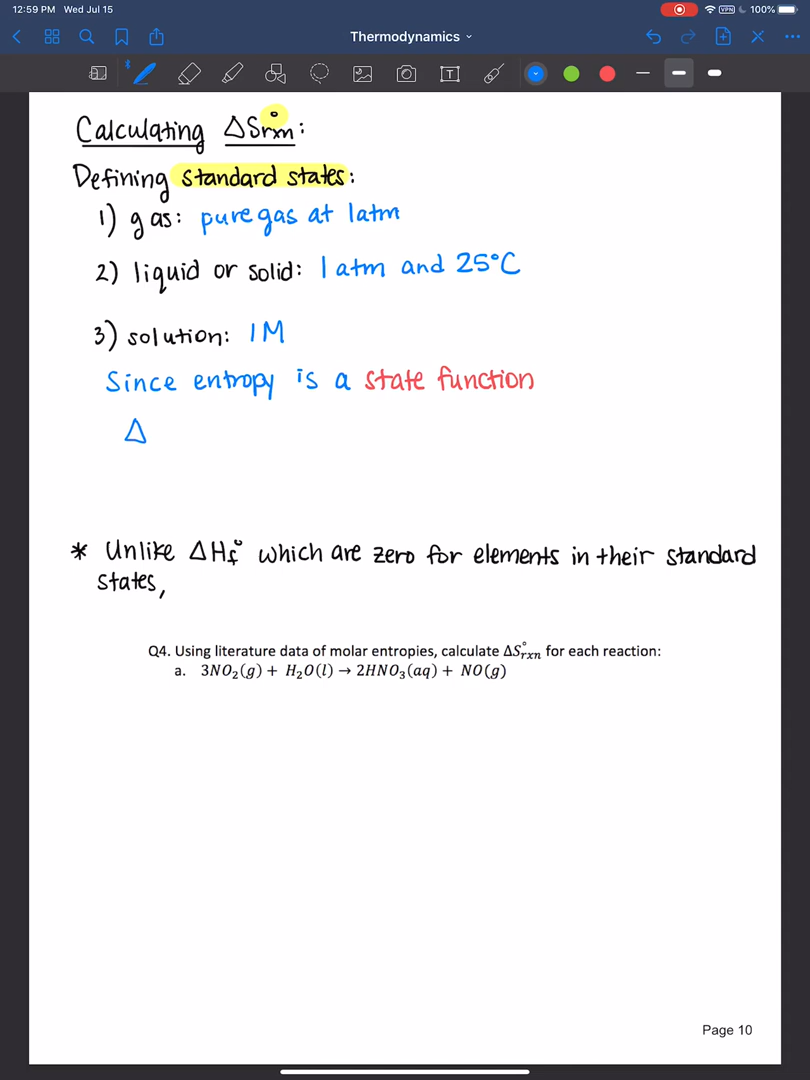 12:59 PM Wed Jul 15
VPN
100%
Thermodynamics
T
Calculating ΔS°rxn:
Defining standard states:
1) gas: pure gas at 1atm
2) liquid or solid: 1 atm and 25°C
3) solution: 1M
Since entropy is a state function
Δ
* Unlike ΔHf° which are zero for elements in their standard
states,
Q4. Using literature data of molar entropies, calculate ΔS°rxn for each reaction:
a. 3NO₂(g) + H₂O(l) → 2HNO₃(aq) + NO(g)
Page 10